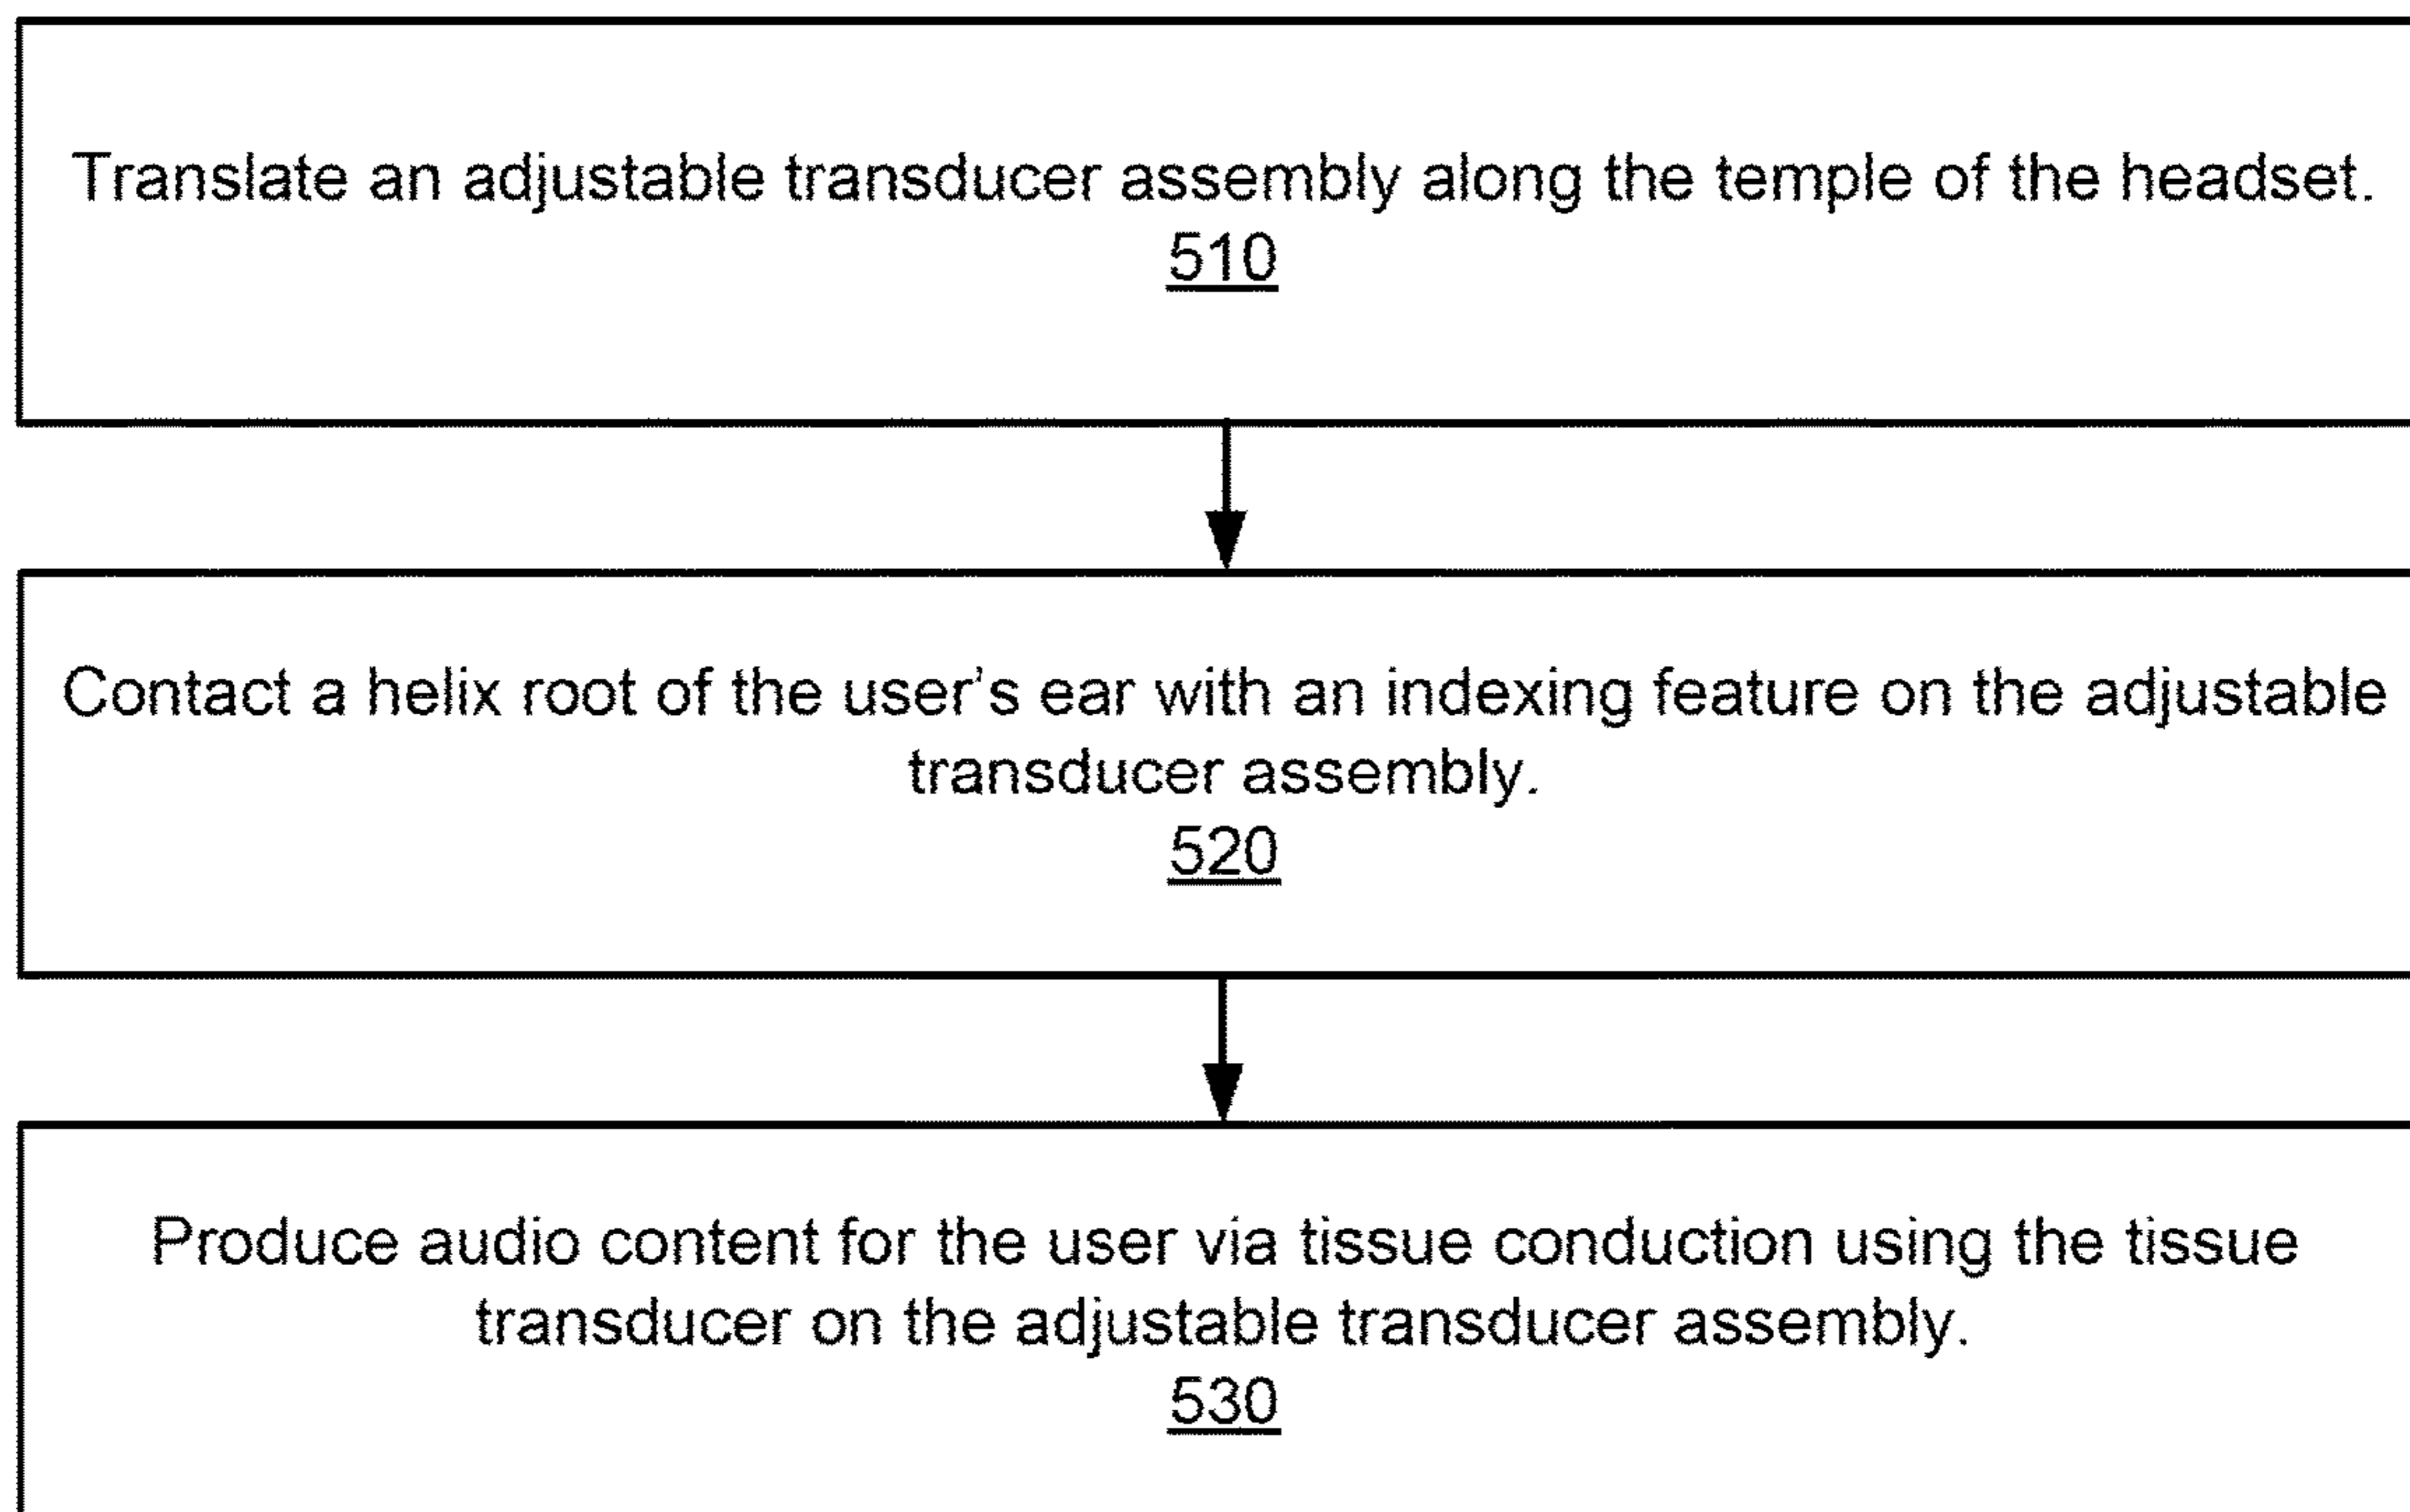 Translate an adjustable transducer assembly along the temple of the headset.
510
Contact a helix root of the user's ear with an indexing feature on the adjustable
transducer assembly.
520
Produce audio content for the user via tissue conduction using the tissue
transducer on the adjustable transducer assembly.
530